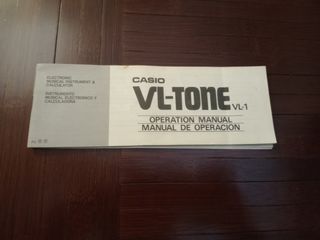 ELECTRONIC
MUSICAL INSTRUMENT &
CALCULATOR
INSTRUMENTO
MUSICAL ELECTRONICO Y
CALCULADORA
CASIO
VL-TONE VL-1
OPERATION MANUAL
MANUAL DE OPERACION